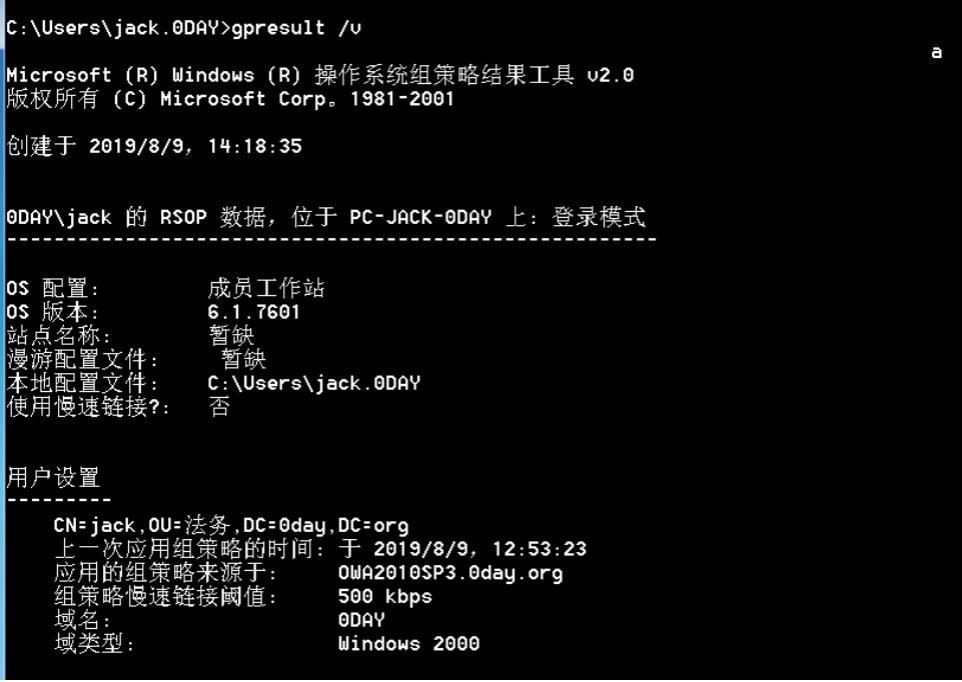 C:\Users\jack.0DAY>gpresult /v
a
Microsoft (R) Windows (R) 操作系统组策略结果工具 v2.0
版权所有 (C) Microsoft Corp。1981-2001
创建于 2019/8/9，14:18:35
0DAY\jack 的 RSOP 数据，位于 PC-JACK-0DAY 上: 登录模式
-------------------------------------------------------
OS 配置: 成员工作站
OS 版本: 6.1.7601
站点名称: 暂缺
漫游配置文件: 暂缺
本地配置文件: C:\Users\jack.0DAY
使用慢速链接?: 否
用户设置
---------
CN=jack,OU=法务,DC=0day,DC=org
上一次应用组策略的时间: 于 2019/8/9，12:53:23
应用的组策略来源于: OWA2010SP3.0day.org
组策略慢速链接阈值: 500 kbps
域名: 0DAY
域类型: Windows 2000